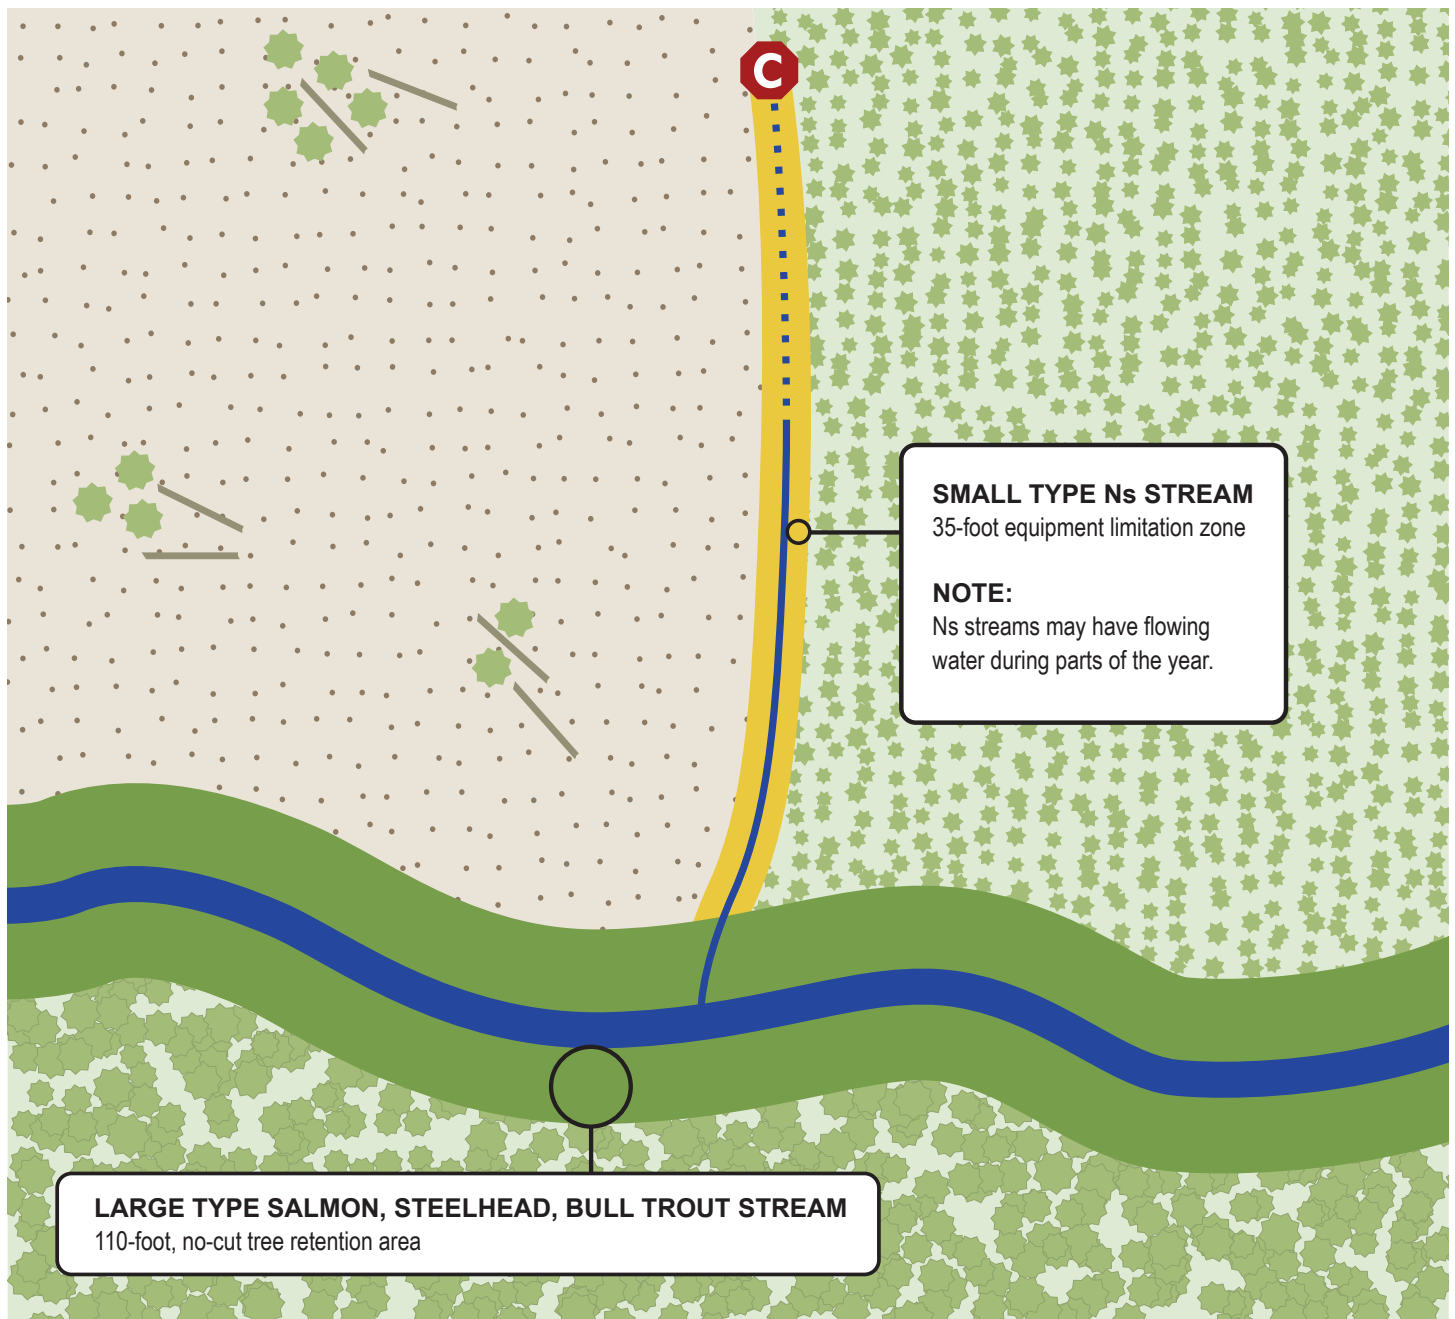 C
SMALL TYPE Ns STREAM
35-foot equipment limitation zone
NOTE:
Ns streams may have flowing
water during parts of the year.
LARGE TYPE SALMON, STEELHEAD, BULL TROUT STREAM
110-foot, no-cut tree retention area